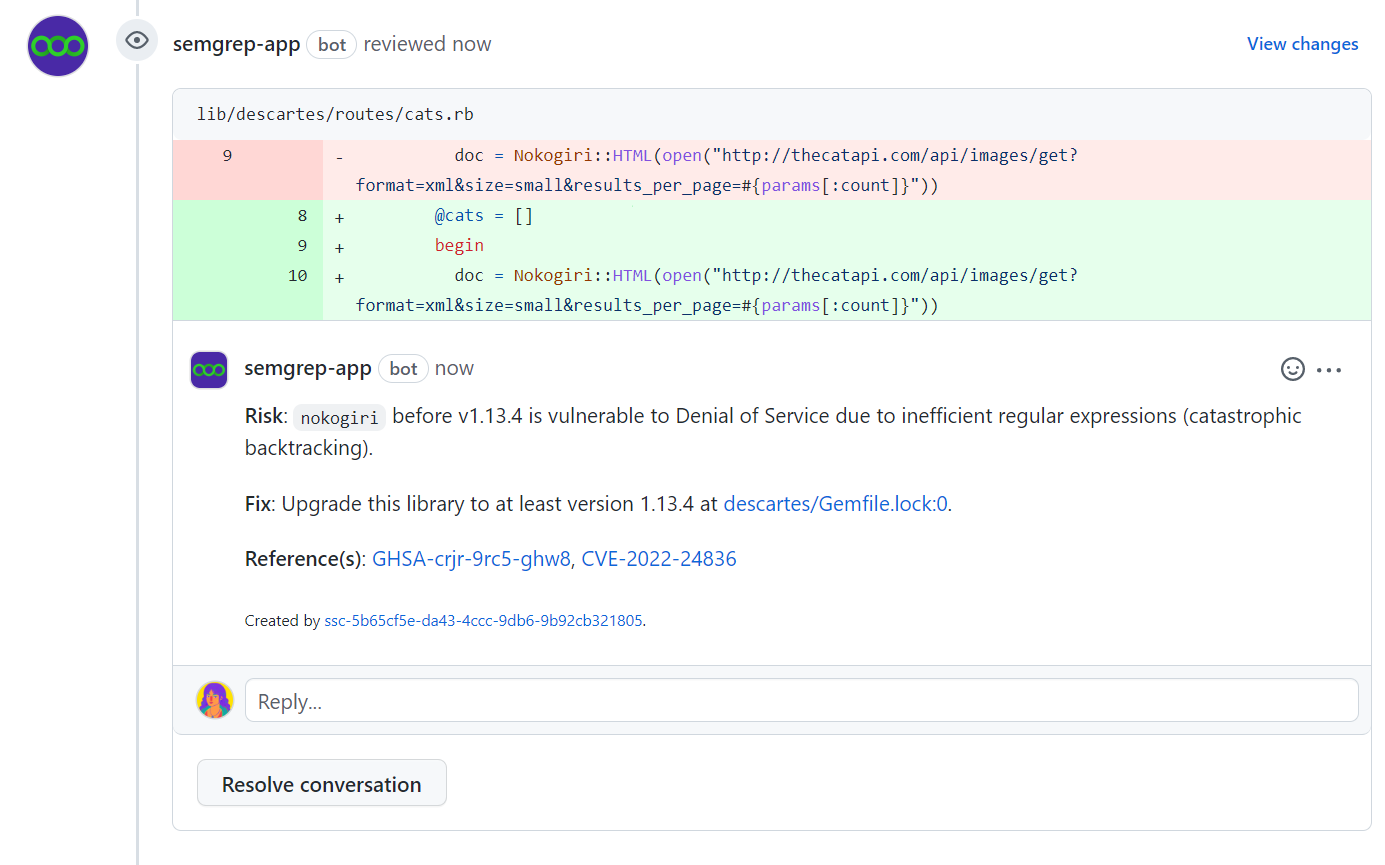 semgrep-app bot reviewed now View changes
lib/descartes/routes/cats.rb
9 - doc = Nokogiri::HTML(open("http://thecatapi.com/api/images/get?
format=xml&size=small&results_per_page=#{params[:count]}"))
8 + @cats = []
9 + begin
10 + doc = Nokogiri::HTML(open("http://thecatapi.com/api/images/get?
format=xml&size=small&results_per_page=#{params[:count]}"))
semgrep-app bot now
Risk: nokogiri before v1.13.4 is vulnerable to Denial of Service due to inefficient regular expressions (catastrophic
backtracking).
Fix: Upgrade this library to at least version 1.13.4 at descartes/Gemfile.lock:0.
Reference(s): GHSA-crjr-9rc5-ghw8, CVE-2022-24836
Created by ssc-5b65cf5e-da43-4ccc-9db6-9b92cb321805.
Reply...
Resolve conversation